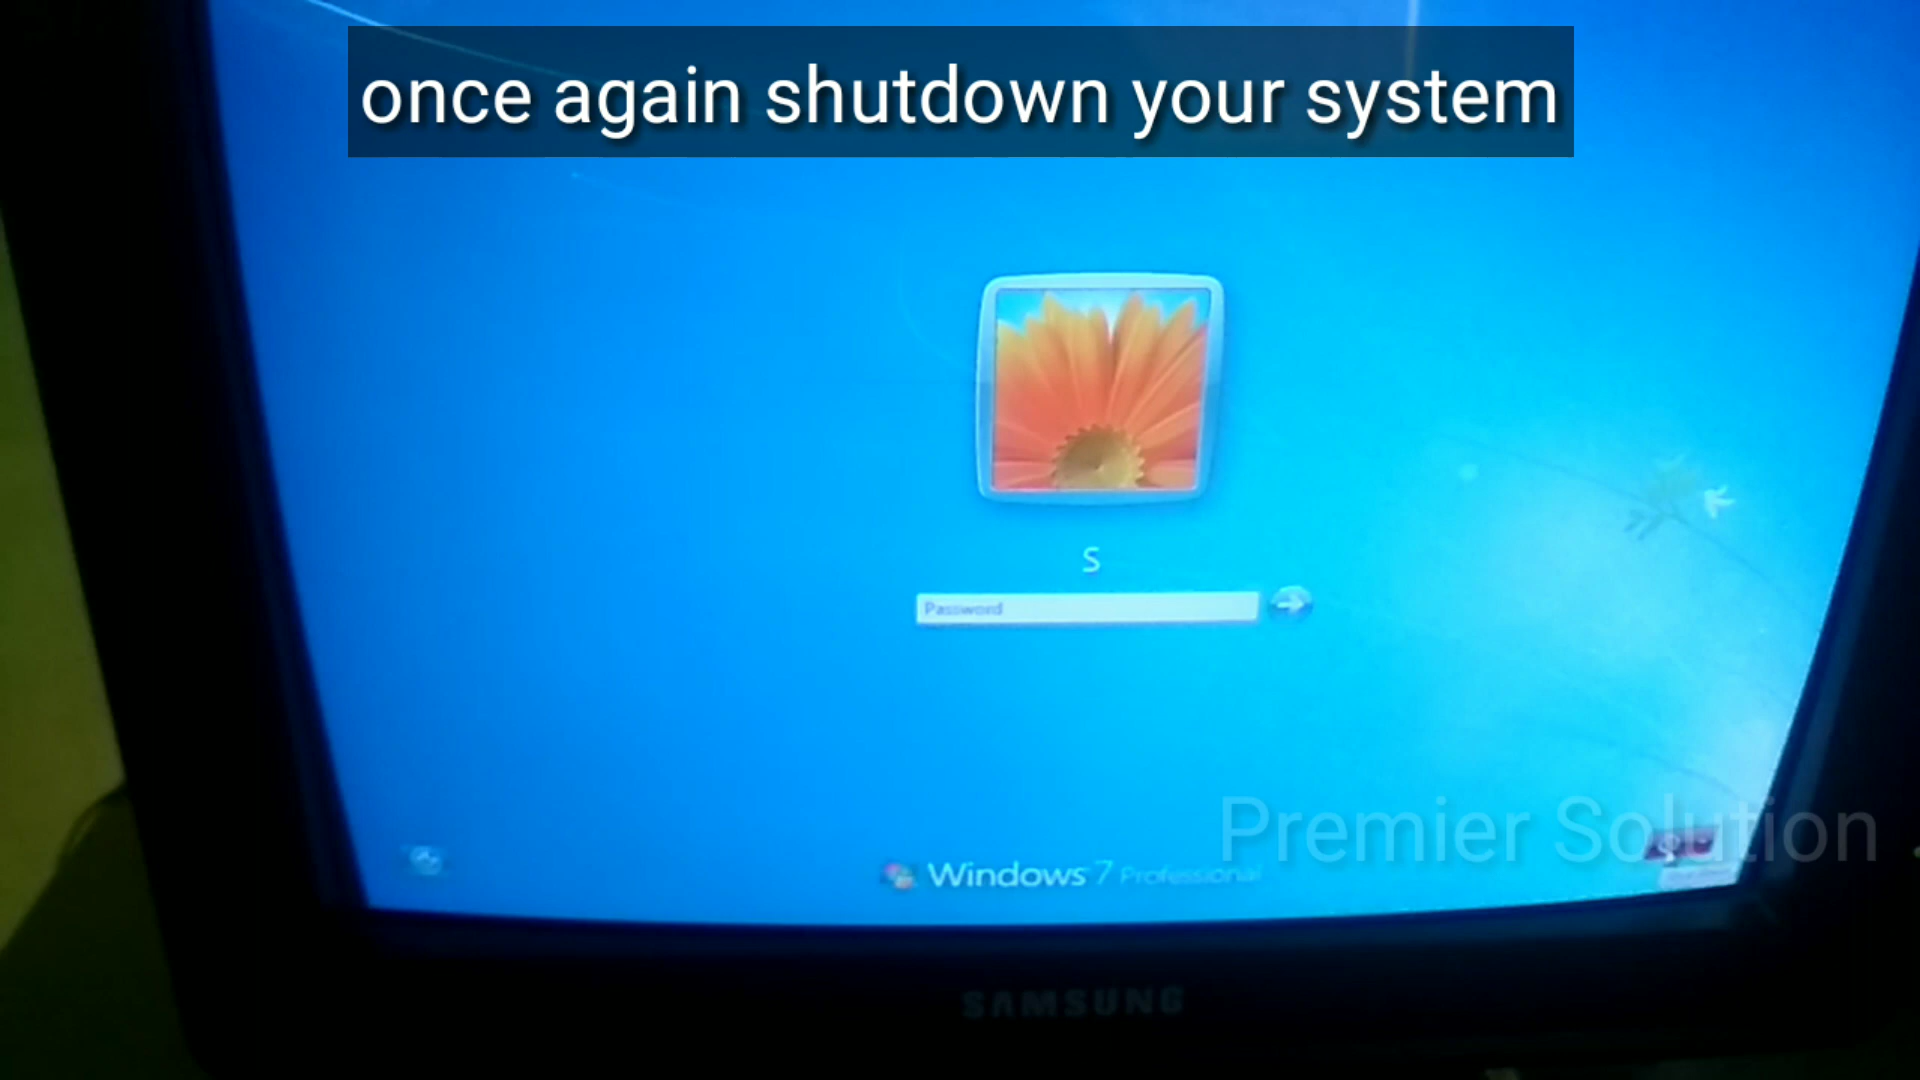 once again shutdown your system
S
Password
Premier Solution
Windows 7 Professional
SAMSUNG